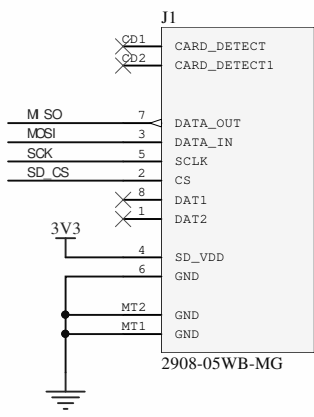 J1
CD1 CARD_DETECT
CD2 CARD_DETECT1
MISO 7 DATA_OUT
MOSI 3 DATA_IN
SCK 5 SCLK
SD_CS 2 CS
8 DAT1
1 DAT2
3V3
4 SD_VDD
6 GND
MT2 GND
MT1 GND
2908-05WB-MG